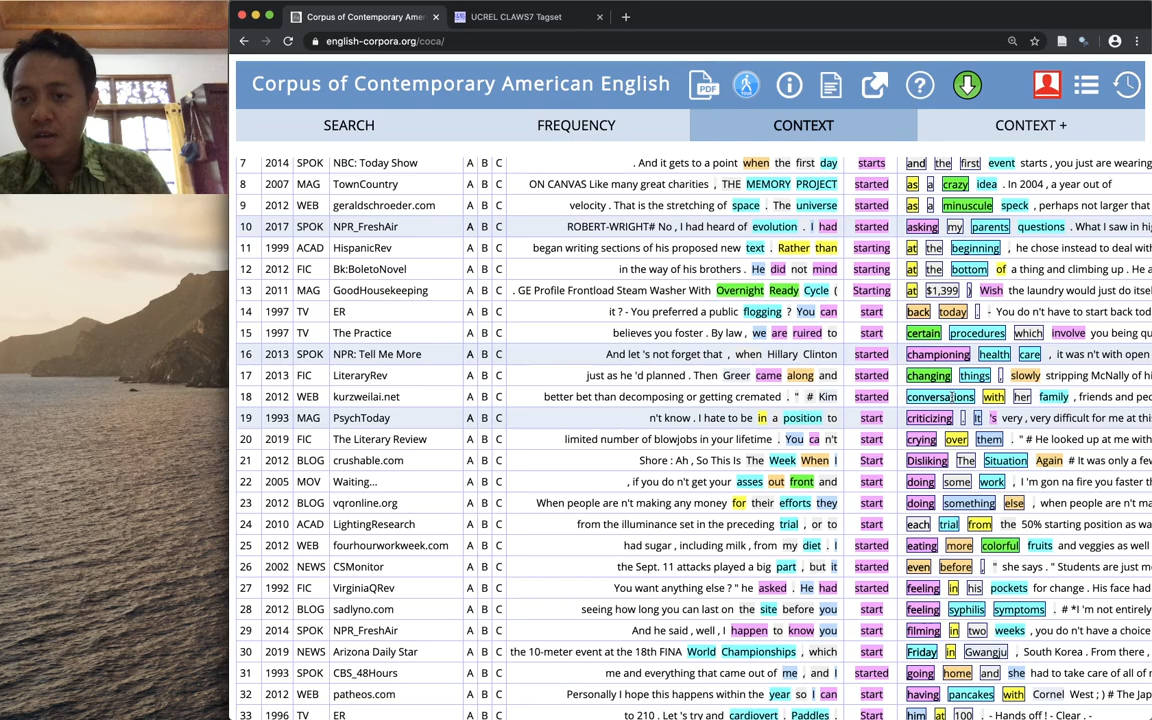 Corpus of Contemporary Amer
UCREL CLAWS7 Tagset
english-corpora.org/coca/
Corpus of Contemporary American English
PDF
SEARCH FREQUENCY CONTEXT CONTEXT +
7 2014 SPOK NBC: Today Show A B C . And it gets to a point when the first day starts and the first event starts , you just are wearing
8 2007 MAG TownCountry A B C ON CANVAS Like many great charities , THE MEMORY PROJECT started as a crazy idea . In 2004 , a year out of
9 2012 WEB geraldschroeder.com A B C velocity . That is the stretching of space . The universe started as a minuscule speck , perhaps not larger that
10 2017 SPOK NPR_FreshAir A B C ROBERT-WRIGHT# No , I had heard of evolution . I had started asking my parents questions . What I saw in
11 1999 ACAD HispanicRev A B C began writing sections of his proposed new text . Rather than starting at the beginning , he chose instead to deal wit
12 2012 FIC Bk:BoletoNovel A B C in the way of his brothers . He did not mind starting at the bottom of a thing and climbing up . He a
13 2011 MAG GoodHousekeeping A B C . GE Profile Frontload Steam Washer With Overnight Ready Cycle ( Starting at $1,399 ) Wish the laundry would just do itse
14 1997 TV ER A B C it ? - You preferred a public flogging ? You can start back today . - You do n't have to start back tod
15 1997 TV The Practice A B C believes you foster . By law , we are ruired to start certain procedures which involve you being qu
16 2013 SPOK NPR: Tell Me More A B C And let 's not forget that , when Hillary Clinton started championing health care , it was n't with open
17 2013 FIC LiteraryRev A B C just as he 'd planned . Then Greer came along and started changing things , slowly stripping McNally of hi
18 2012 WEB kurzweilai.net A B C better bet than decomposing or getting cremated . " # Kim started conversations with her family , friends and pe
19 1993 MAG PsychToday A B C n't know . I hate to be in a position to start criticizing . It 's very , very difficult for me at thi
20 2019 FIC The Literary Review A B C limited number of blowjobs in your lifetime . You ca n't start crying over them . " # He looked up at me with
21 2012 BLOG crushable.com A B C Shore : Ah , So This Is The Week When I Start Disliking The Situation Again # It was only a few
22 2005 MOV Waiting... A B C , if you do n't get your asses out front and start doing some work , I 'm gon na fire you faster t
23 2012 BLOG vqronline.org A B C When people are n't making any money for their efforts they start doing something else , when people are n't mak
24 2010 ACAD LightingResearch A B C from the illuminance set in the preceding trial , or to start each trial from the 50% starting position as wa
25 2012 WEB fourhourworkweek.com A B C had sugar , including milk , from my diet . I started eating more colorful fruits and veggies as well
26 2002 NEWS CSMonitor A B C the Sept. 11 attacks played a big part , but it started even before , " she says . " Students are just m
27 1992 FIC VirginiaQRev A B C You want anything else ? " he asked . He had started feeling in his pockets for change . His face had
28 2012 BLOG sadlyno.com A B C seeing how long you can last on the site before you start feeling syphilis symptoms . # *I 'm not entirely
29 2014 SPOK NPR_FreshAir A B C And he said , well , I happen to know you start filming in two weeks , you do n't have a choice
30 2019 NEWS Arizona Daily Star A B C the 10-meter event at the 18th FINA World Championships , which start Friday in Gwangju , South Korea . From there ,
31 1993 SPOK CBS_48Hours A B C me and everything that came out of me , and I started going home and she had to take care of all of
32 2012 WEB patheos.com A B C Personally I hope this happens within the year so I can start having pancakes with Cornel West ; ) # The Jap
33 1996 TV ER to 210 . Let 's try and cardiovert . Paddles . Start him at 100 . - Hands off ! - Clear . -